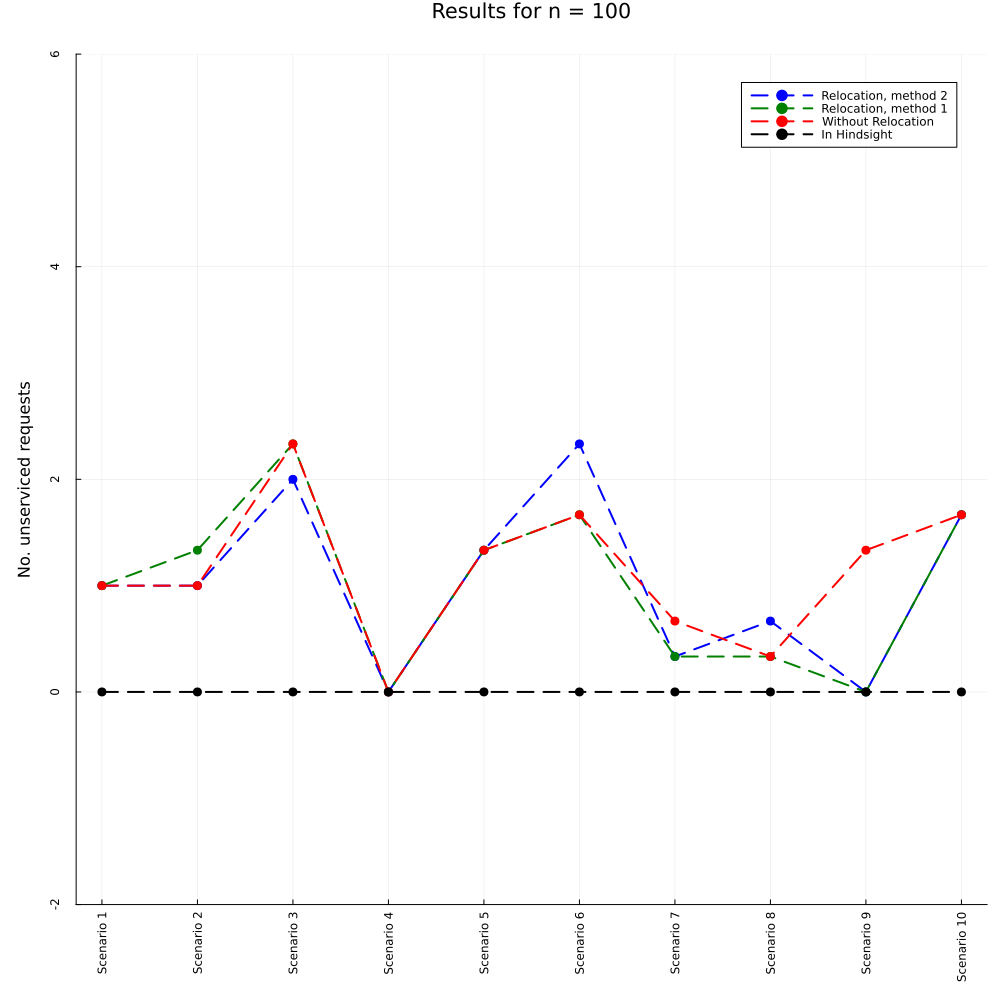 Results for n = 100
No. unserviced requests
6
4
2
0
-2
Relocation, method 2
Relocation, method 1
Without Relocation
In Hindsight
Scenario 1
Scenario 2
Scenario 3
Scenario 4
Scenario 5
Scenario 6
Scenario 7
Scenario 8
Scenario 9
Scenario 10